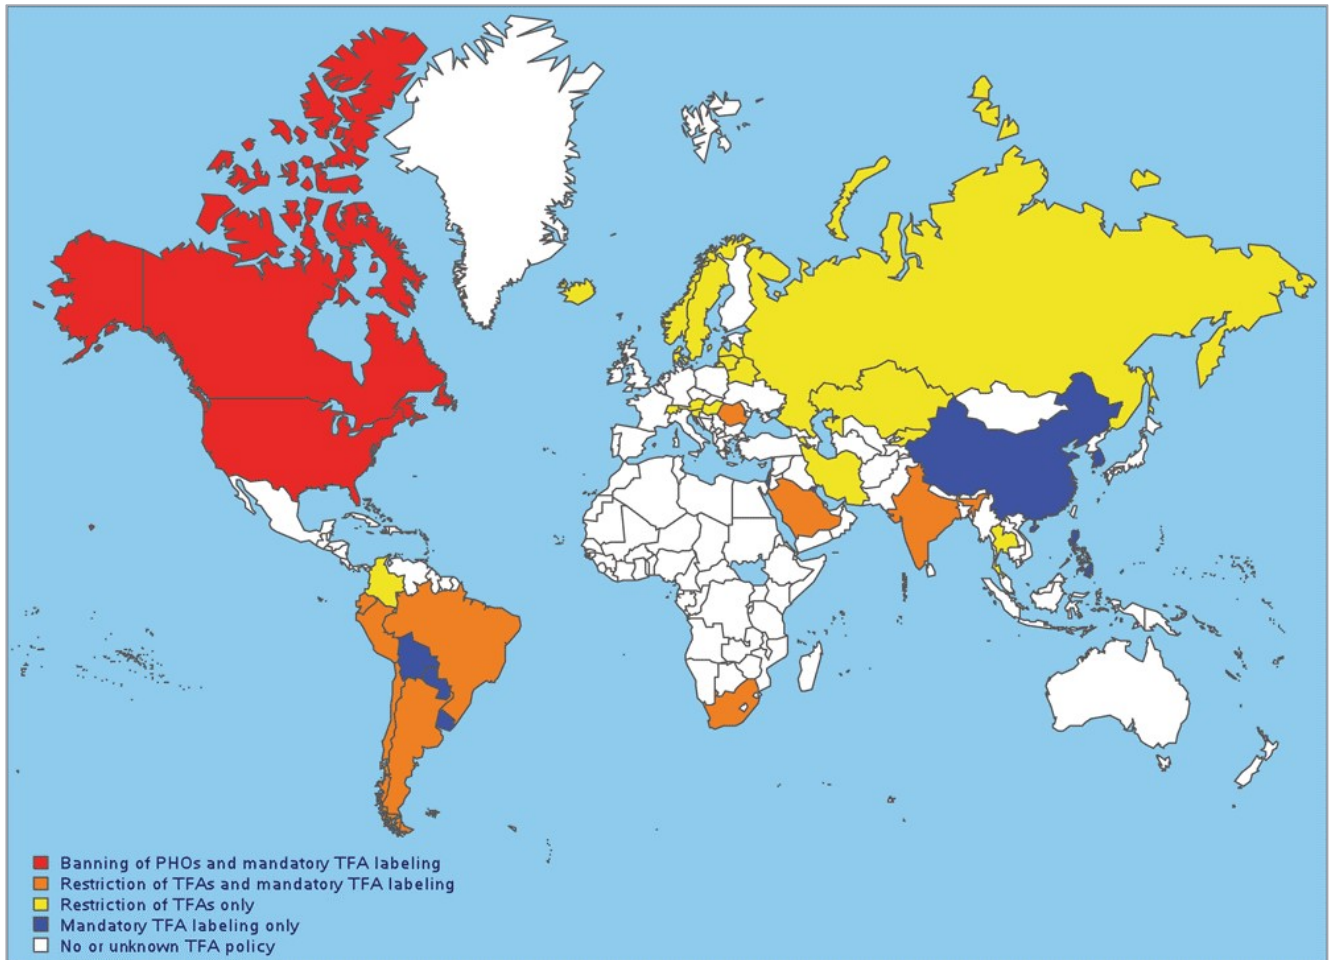 Banning of PHOs and mandatory TFA labeling
Restriction of TFAs and mandatory TFA labeling
Restriction of TFAs only
Mandatory TFA labeling only
No or unknown TFA policy